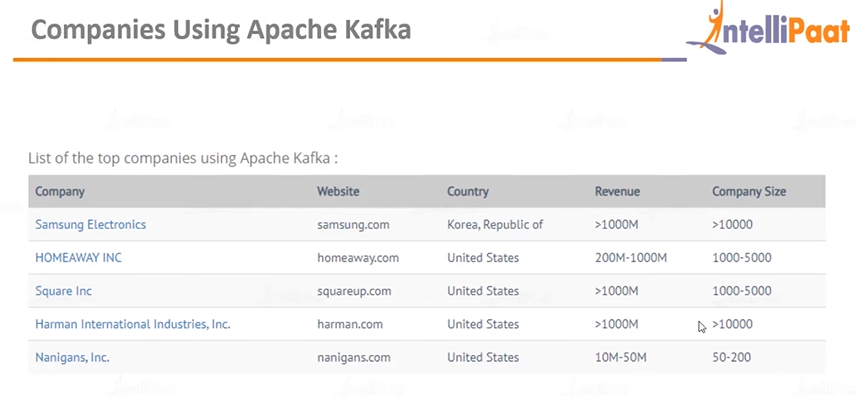 Companies Using Apache Kafka
IntelliPaat
List of the top companies using Apache Kafka :
Company Website Country Revenue Company Size
Samsung Electronics samsung.com Korea, Republic of >1000M >10000
HOMEAWAY INC homeaway.com United States 200M-1000M 1000-5000
Square Inc squareup.com United States >1000M 1000-5000
Harman International Industries, Inc. harman.com United States >1000M >10000
Nanigans, Inc. nanigans.com United States 10M-50M 50-200